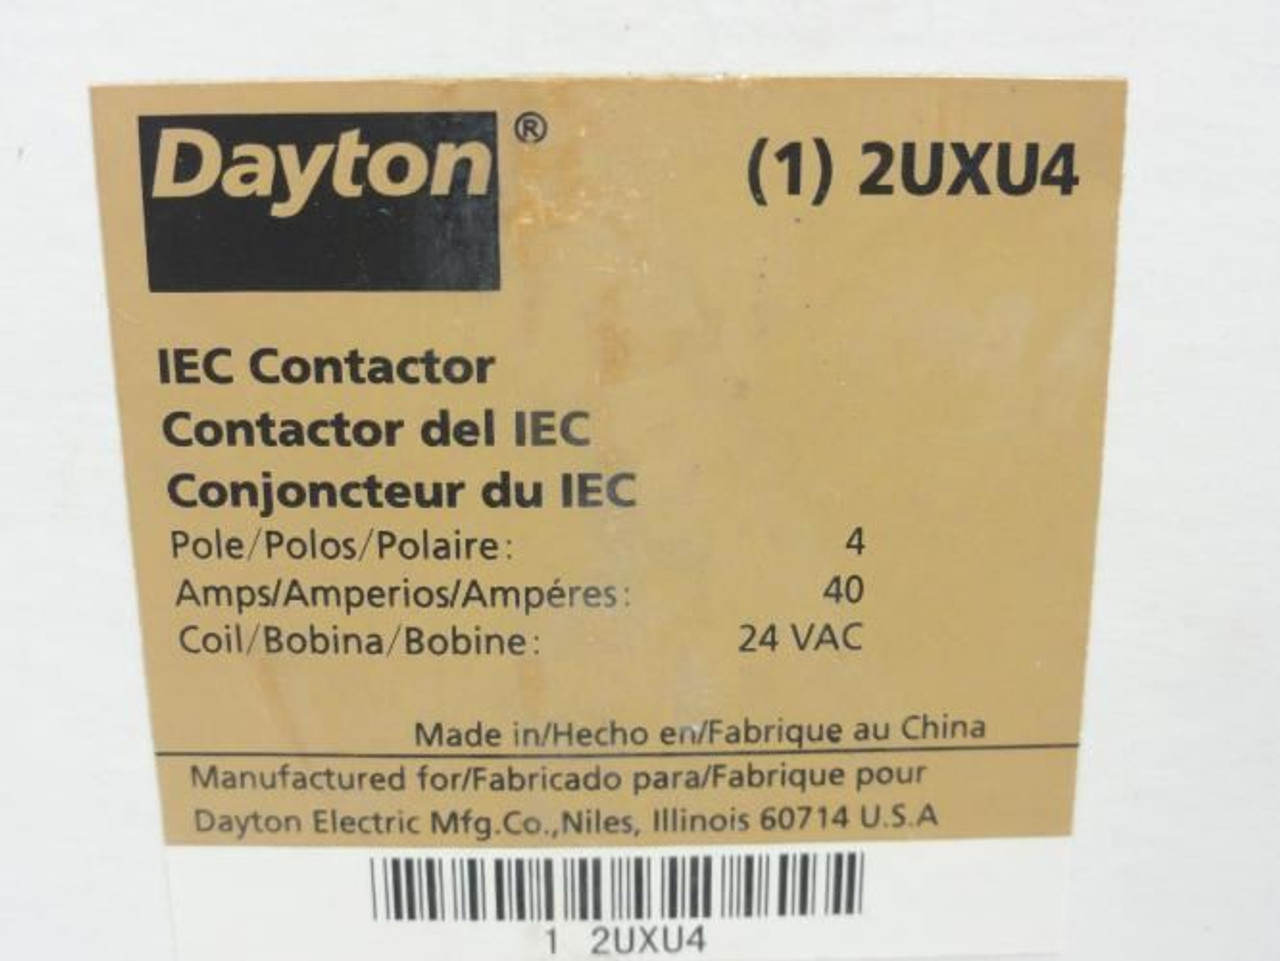 Dayton®
(1) 2UXU4
IEC Contactor
Contactor del IEC
Conjoncteur du IEC
Pole/Polos/Polaire: 4
Amps/Amperios/Ampéres: 40
Coil/Bobina/Bobine: 24 VAC
Made in/Hecho en/Fabrique au China
Manufactured for/Fabricado para/Fabrique pour
Dayton Electric Mfg.Co.,Niles, Illinois 60714 U.S.A
1 2UXU4